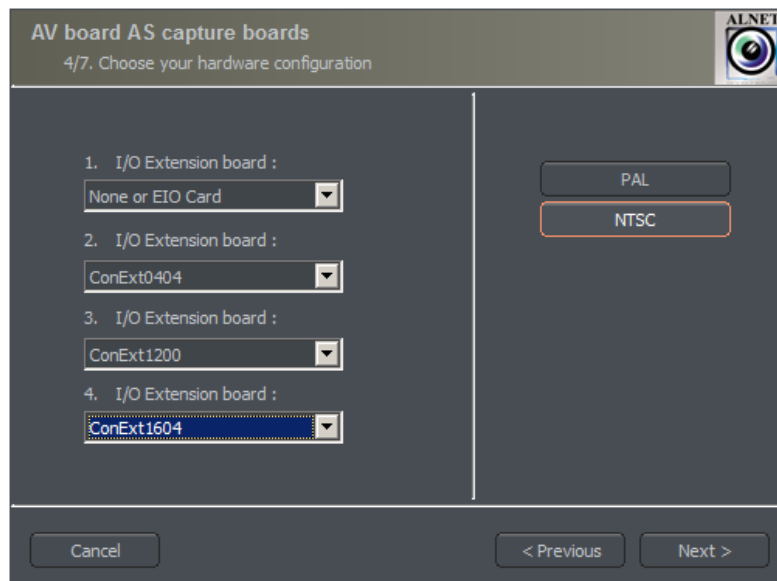 AV board AS capture boards
4/7. Choose your hardware configuration
ALNET
1. I/O Extension board :
None or EIO Card
2. I/O Extension board :
ConExt0404
3. I/O Extension board :
ConExt1200
4. I/O Extension board :
ConExt1604
PAL
NTSC
Cancel
< Previous
Next >